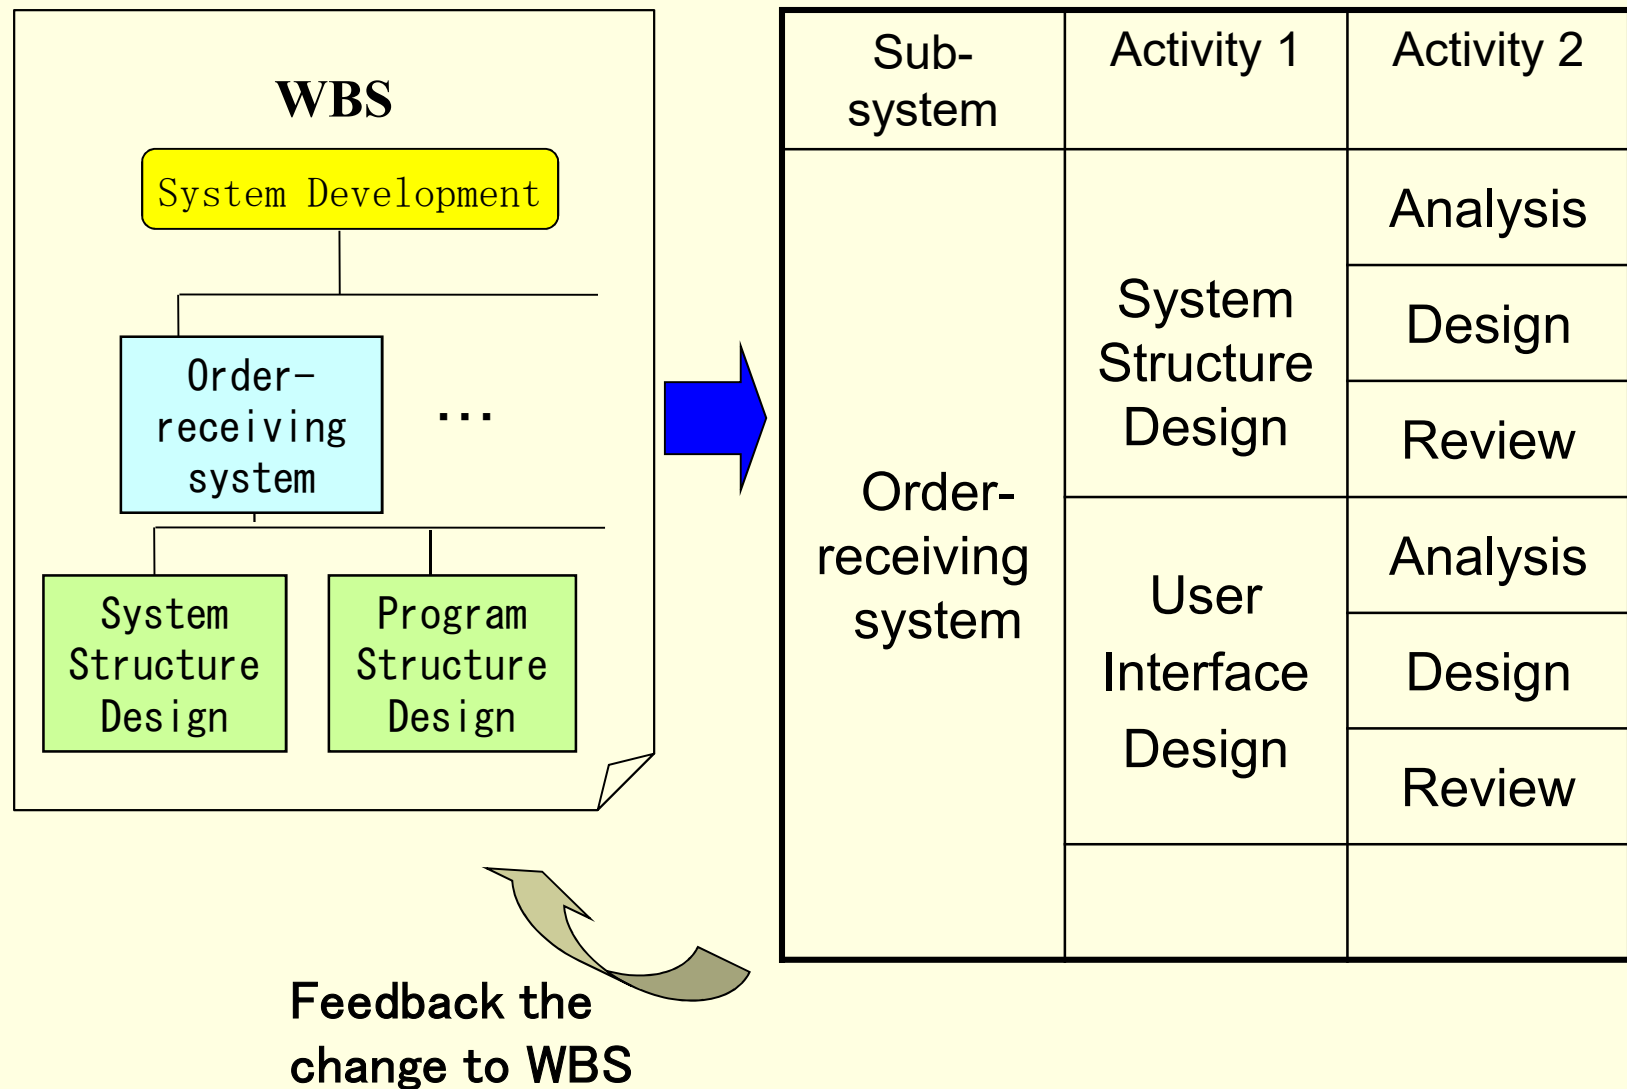 WBS
System Development
Order-
receiving
system
...
System
Structure
Design
Program
Structure
Design
Feedback the
change to WBS
Sub-
system
Activity 1
Activity 2
Order-
receiving
system
System
Structure
Design
Analysis
Design
Review
User
Interface
Design
Analysis
Design
Review